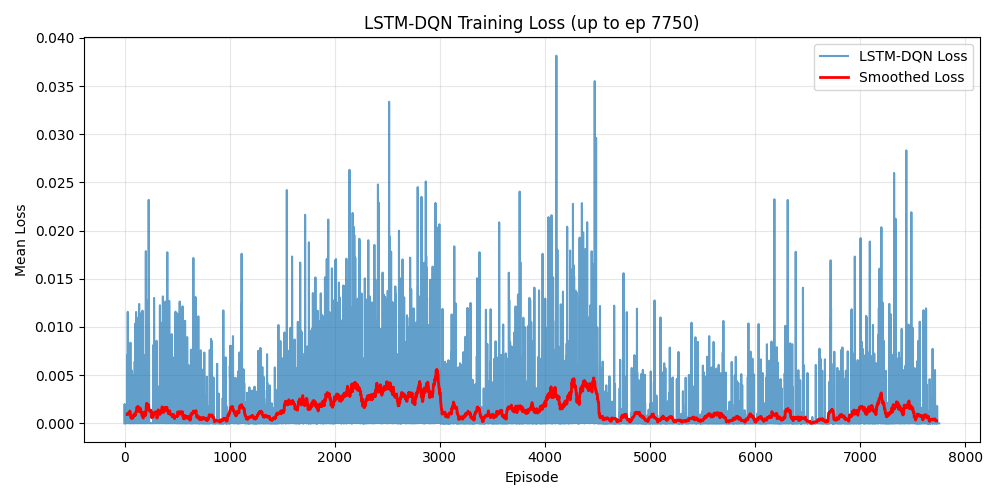 LSTM-DQN Training Loss (up to ep 7750)
LSTM-DQN Loss
Smoothed Loss
Mean Loss
0.040
0.035
0.030
0.025
0.020
0.015
0.010
0.005
0.000
0 1000 2000 3000 4000 5000 6000 7000 8000
Episode